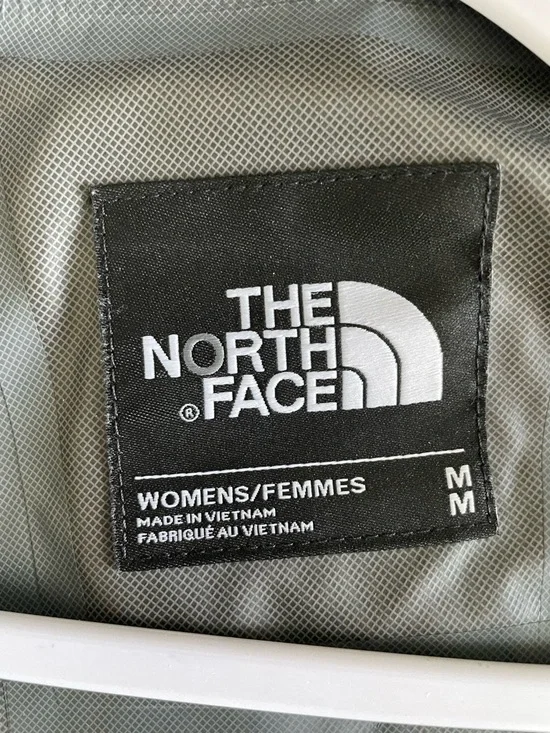 THE
NORTH
® FACE
WOMENS/FEMMES M
MADE IN VIETNAM M
FABRIQUÉ AU VIETNAM